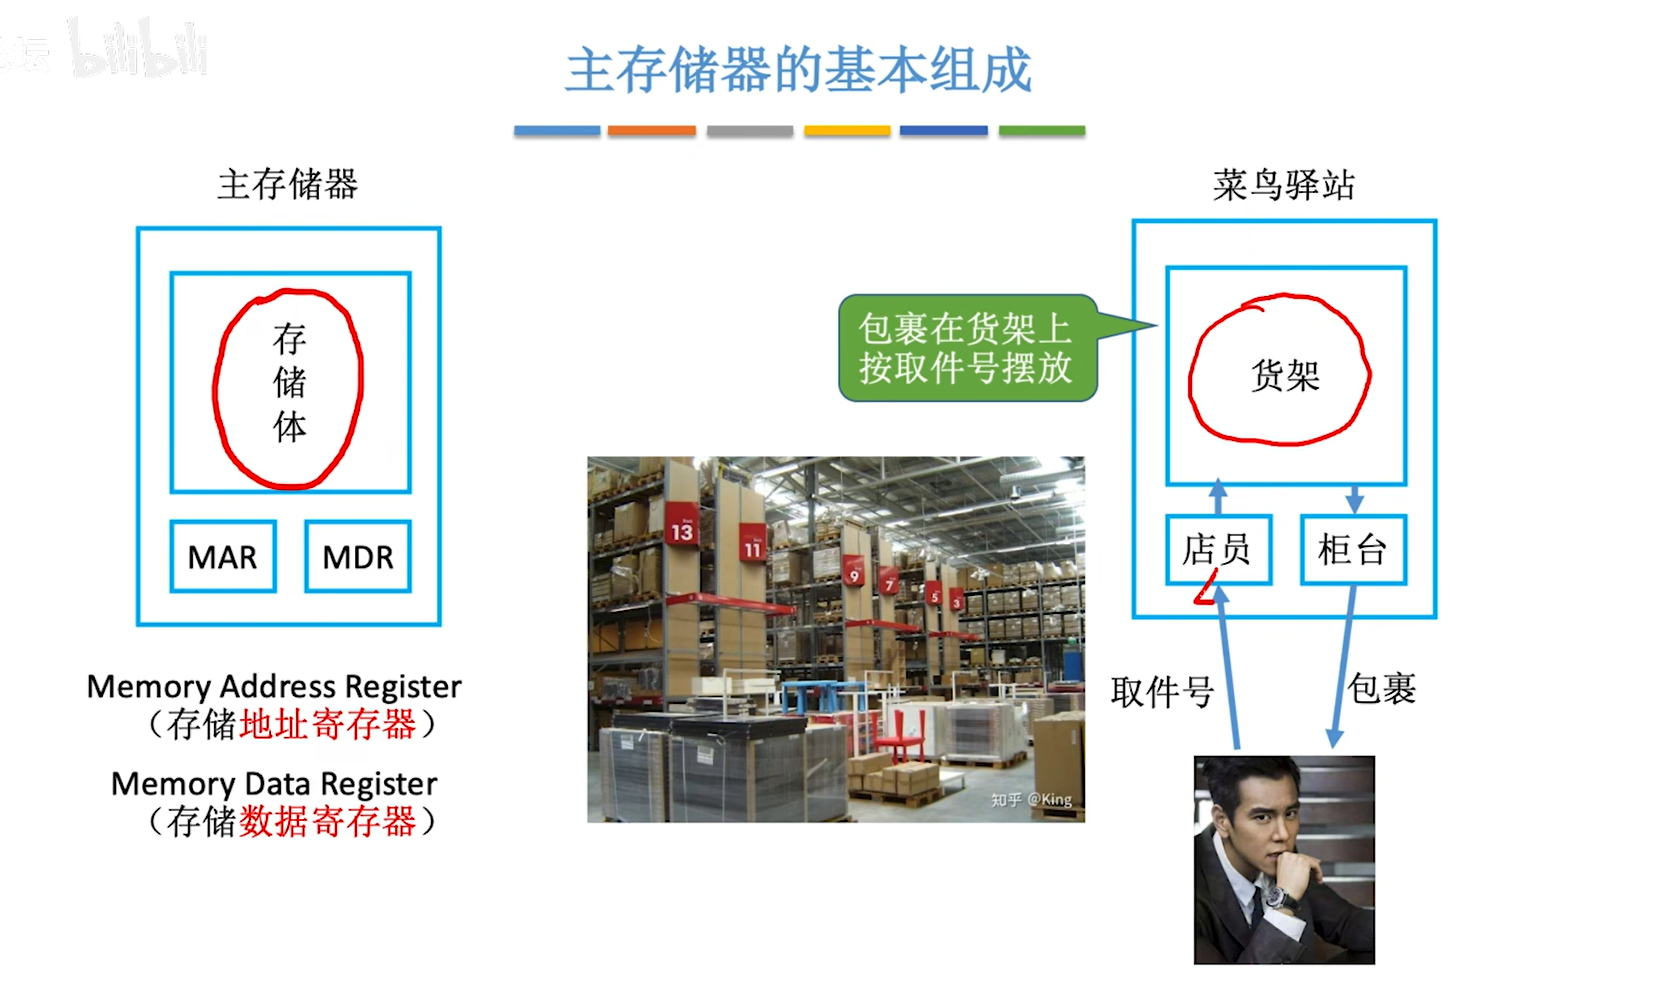 坛 bilibili
主存储器的基本组成
主存储器
存
储
体
MAR
MDR
Memory Address Register
（存储地址寄存器）
Memory Data Register
（存储数据寄存器）
13
11
9
7
5
3
知乎 @King
菜鸟驿站
包裹在货架上
按取件号摆放
货架
店员
柜台
取件号
包裹